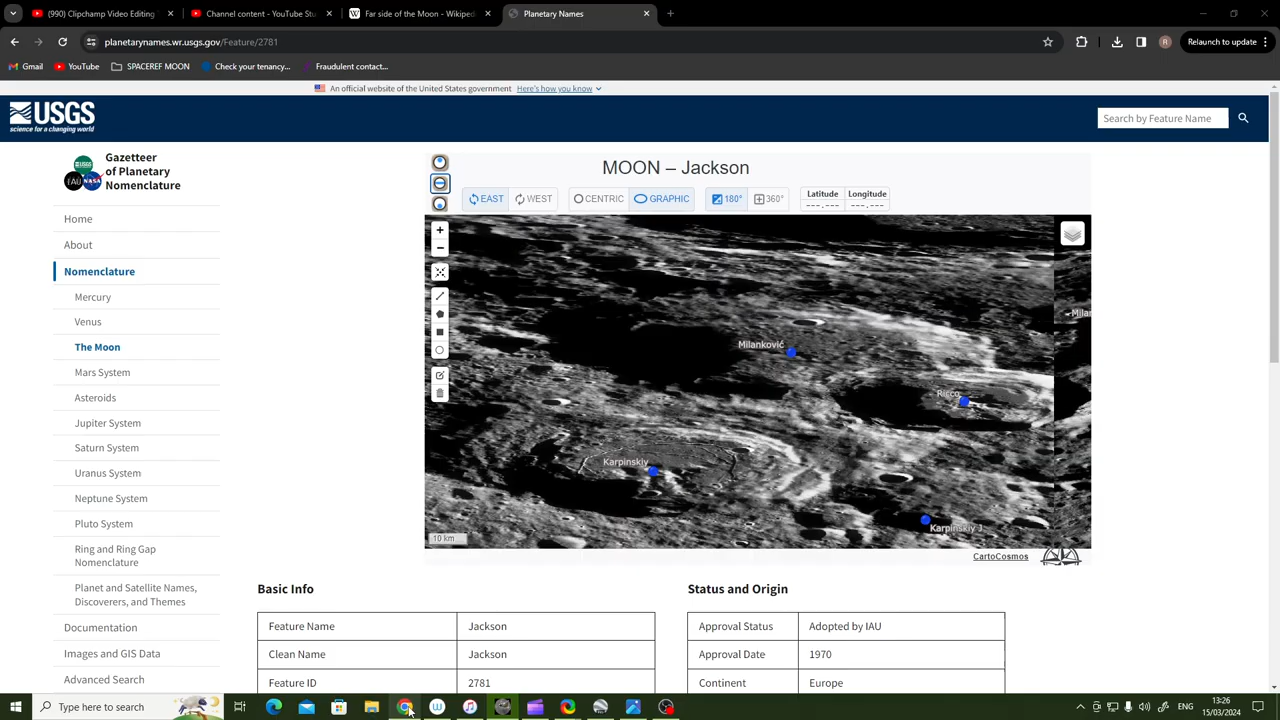 (990) Clipchamp Video Editing
Channel content - YouTube Stu
Far side of the Moon - Wikiped
Planetary Names
planetarynames.wr.usgs.gov/Feature/2781
R
Relaunch to update
Gmail
YouTube
SPACEREF MOON
Check your tenancy...
Fraudulent contact...
An official website of the United States government
Here's how you know
USGS
science for a changing world
Search by Feature Name
IAU
NASA
Gazetteer
of Planetary
Nomenclature
Home
About
Nomenclature
Mercury
Venus
The Moon
Mars System
Asteroids
Jupiter System
Saturn System
Uranus System
Neptune System
Pluto System
Ring and Ring Gap
Nomenclature
Planet and Satellite Names,
Discoverers, and Themes
Documentation
Images and GIS Data
Advanced Search
MOON – Jackson
EAST
WEST
CENTRIC
GRAPHIC
180°
360°
Latitude
Longitude
---.---
---.---
+
−
Milanković
Milan
Ricco
Karpinskiy
Karpinskiy J
10 km
CartoCosmos
Basic Info
Feature Name Jackson
Clean Name Jackson
Feature ID 2781
Status and Origin
Approval Status Adopted by IAU
Approval Date 1970
Continent Europe
Type here to search
ENG
13:26
15/03/2024